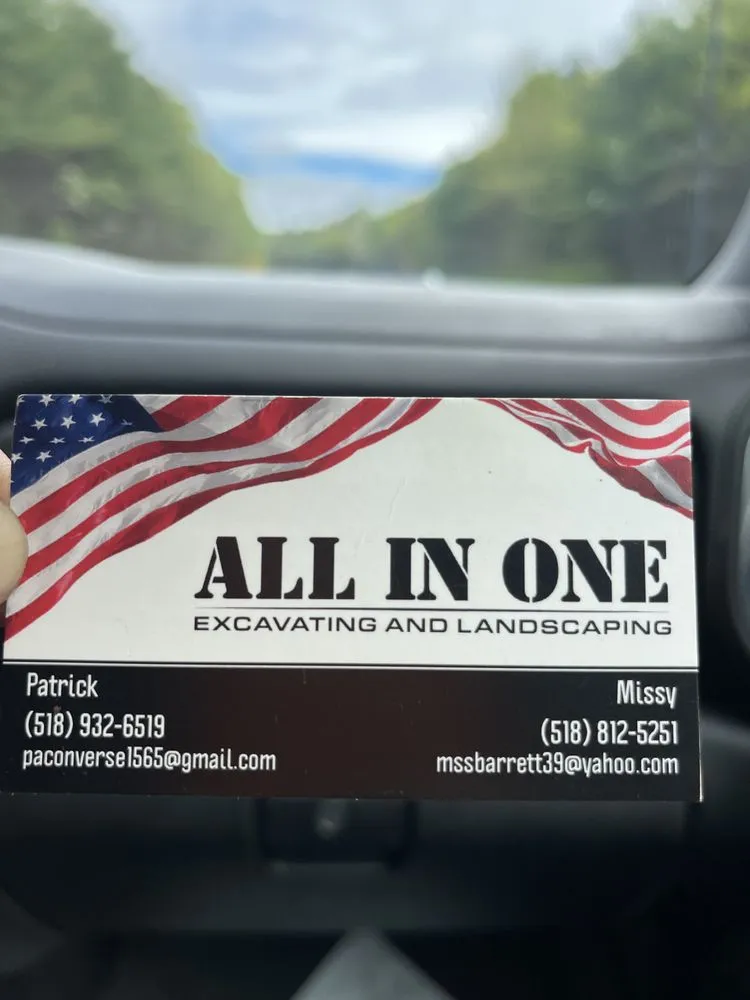 ALL IN ONE
EXCAVATING AND LANDSCAPING
Patrick
(518) 932-6519
paconverse1565@gmail.com
Missy
(518) 812-5251
mssbarrett39@yahoo.com